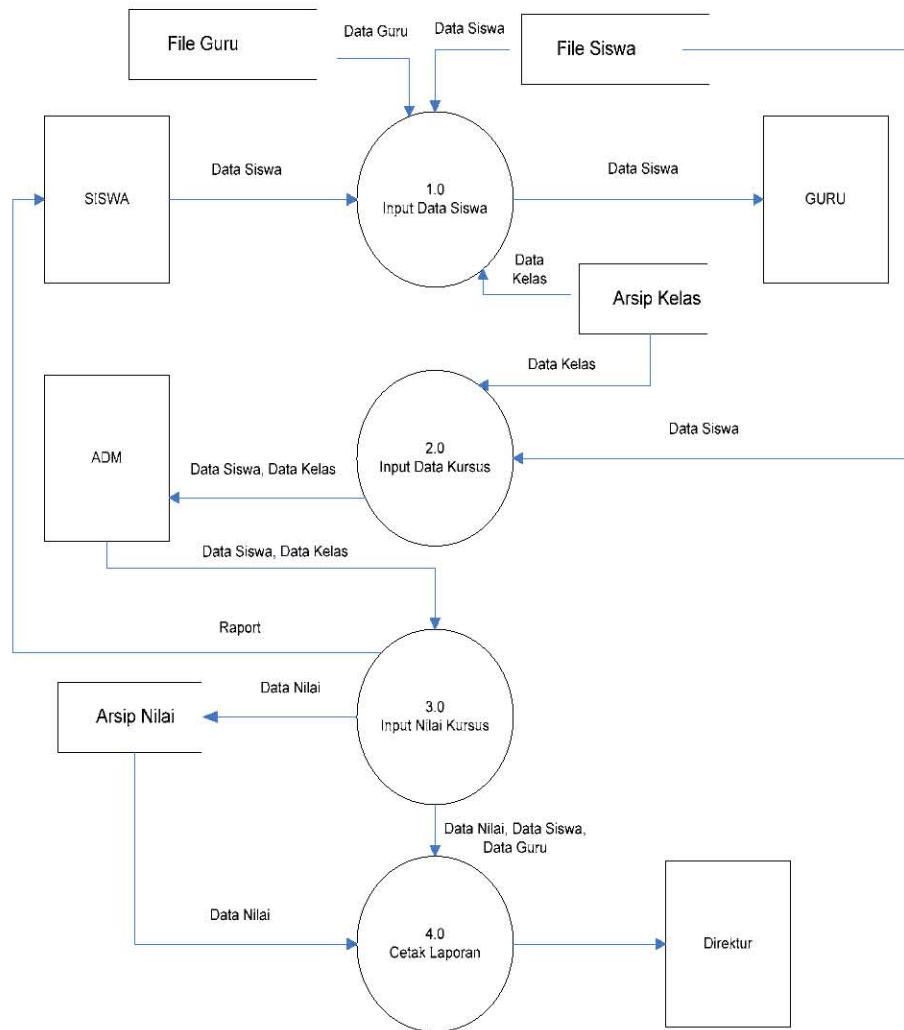 File Guru
Data Guru
Data Siswa
File Siswa
SISWA
Data Siswa
1.0
Input Data Siswa
Data Siswa
GURU
Data
Kelas
Arsip Kelas
Data Kelas
ADM
Data Siswa, Data Kelas
2.0
Input Data Kursus
Data Siswa
Data Siswa, Data Kelas
Raport
Arsip Nilai
Data Nilai
3.0
Input Nilai Kursus
Data Nilai, Data Siswa,
Data Guru
Data Nilai
4.0
Cetak Laporan
Direktur